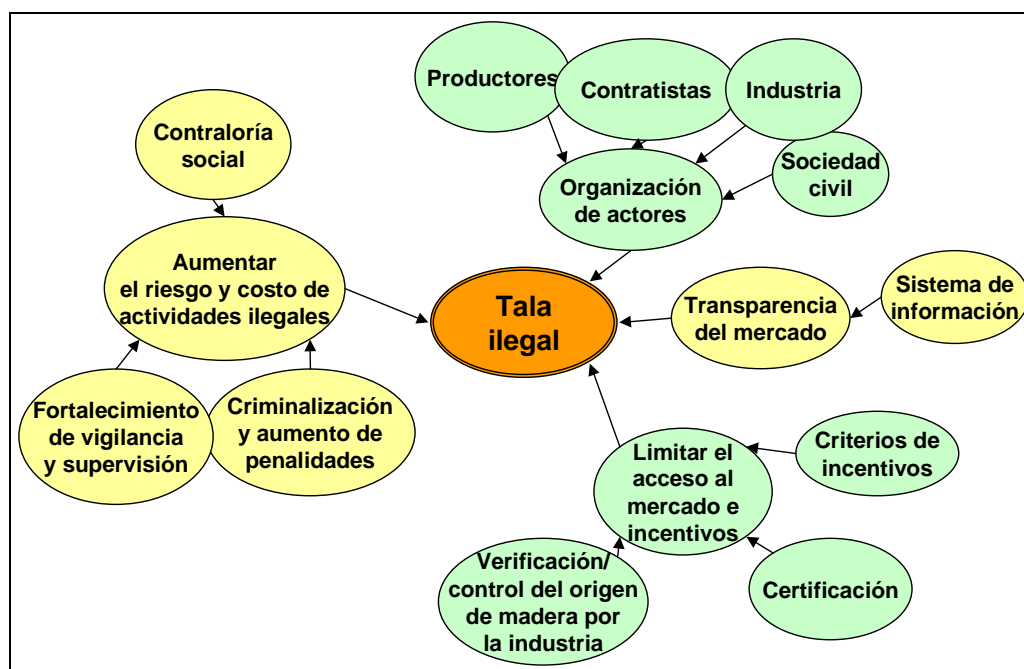 Productores
Contratistas
Industria
Contraloría
social
Sociedad
civil
Organización
de actores
Aumentar
el riesgo y costo de
actividades ilegales
Tala
ilegal
Transparencia
del mercado
Sistema de
información
Fortalecimiento
de vigilancia
y supervisión
Criminalización
y aumento de
penalidades
Limitar el
acceso al
mercado e
incentivos
Criterios de
incentivos
Verificación/
control del origen
de madera por
la industria
Certificación